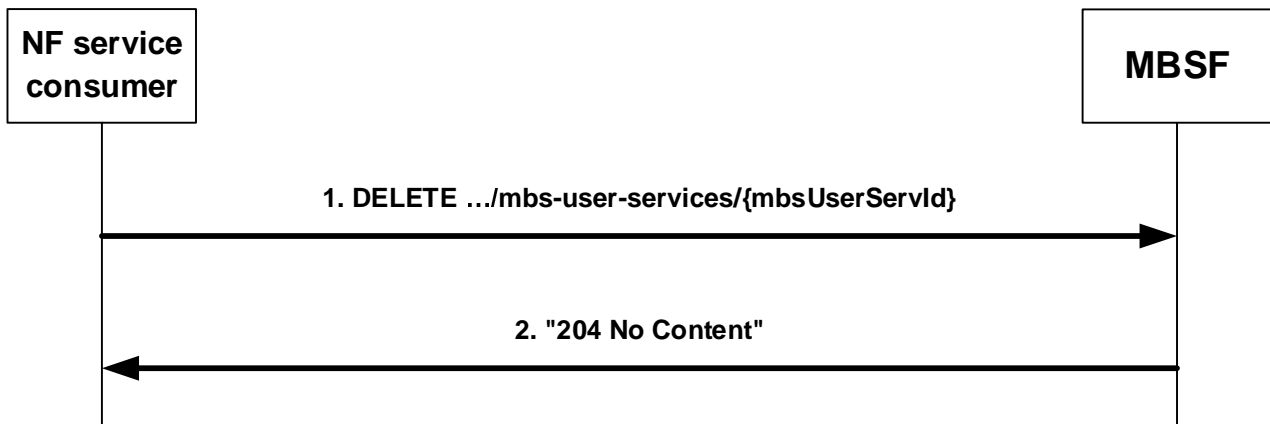 NF service
consumer
MBSF
1. DELETE …/mbs-user-services/{mbsUserServId}
2. "204 No Content"